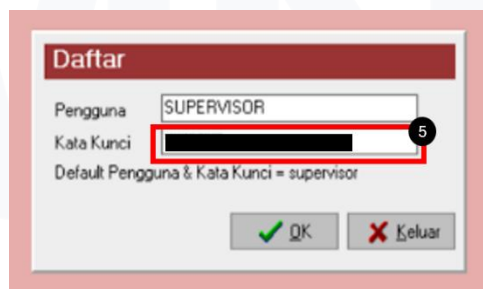 Daftar
Pengguna SUPERVISOR
Kata Kunci
5
Default Pengguna & Kata Kunci = supervisor
OK Keluar